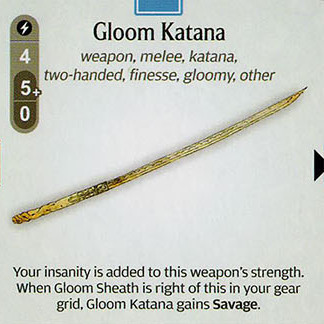 Gloom Katana
4
weapon, melee, katana,
5+
two-handed, finesse, gloomy, other
0
Your insanity is added to this weapon's strength.
When Gloom Sheath is right of this in your gear
grid, Gloom Katana gains Savage.